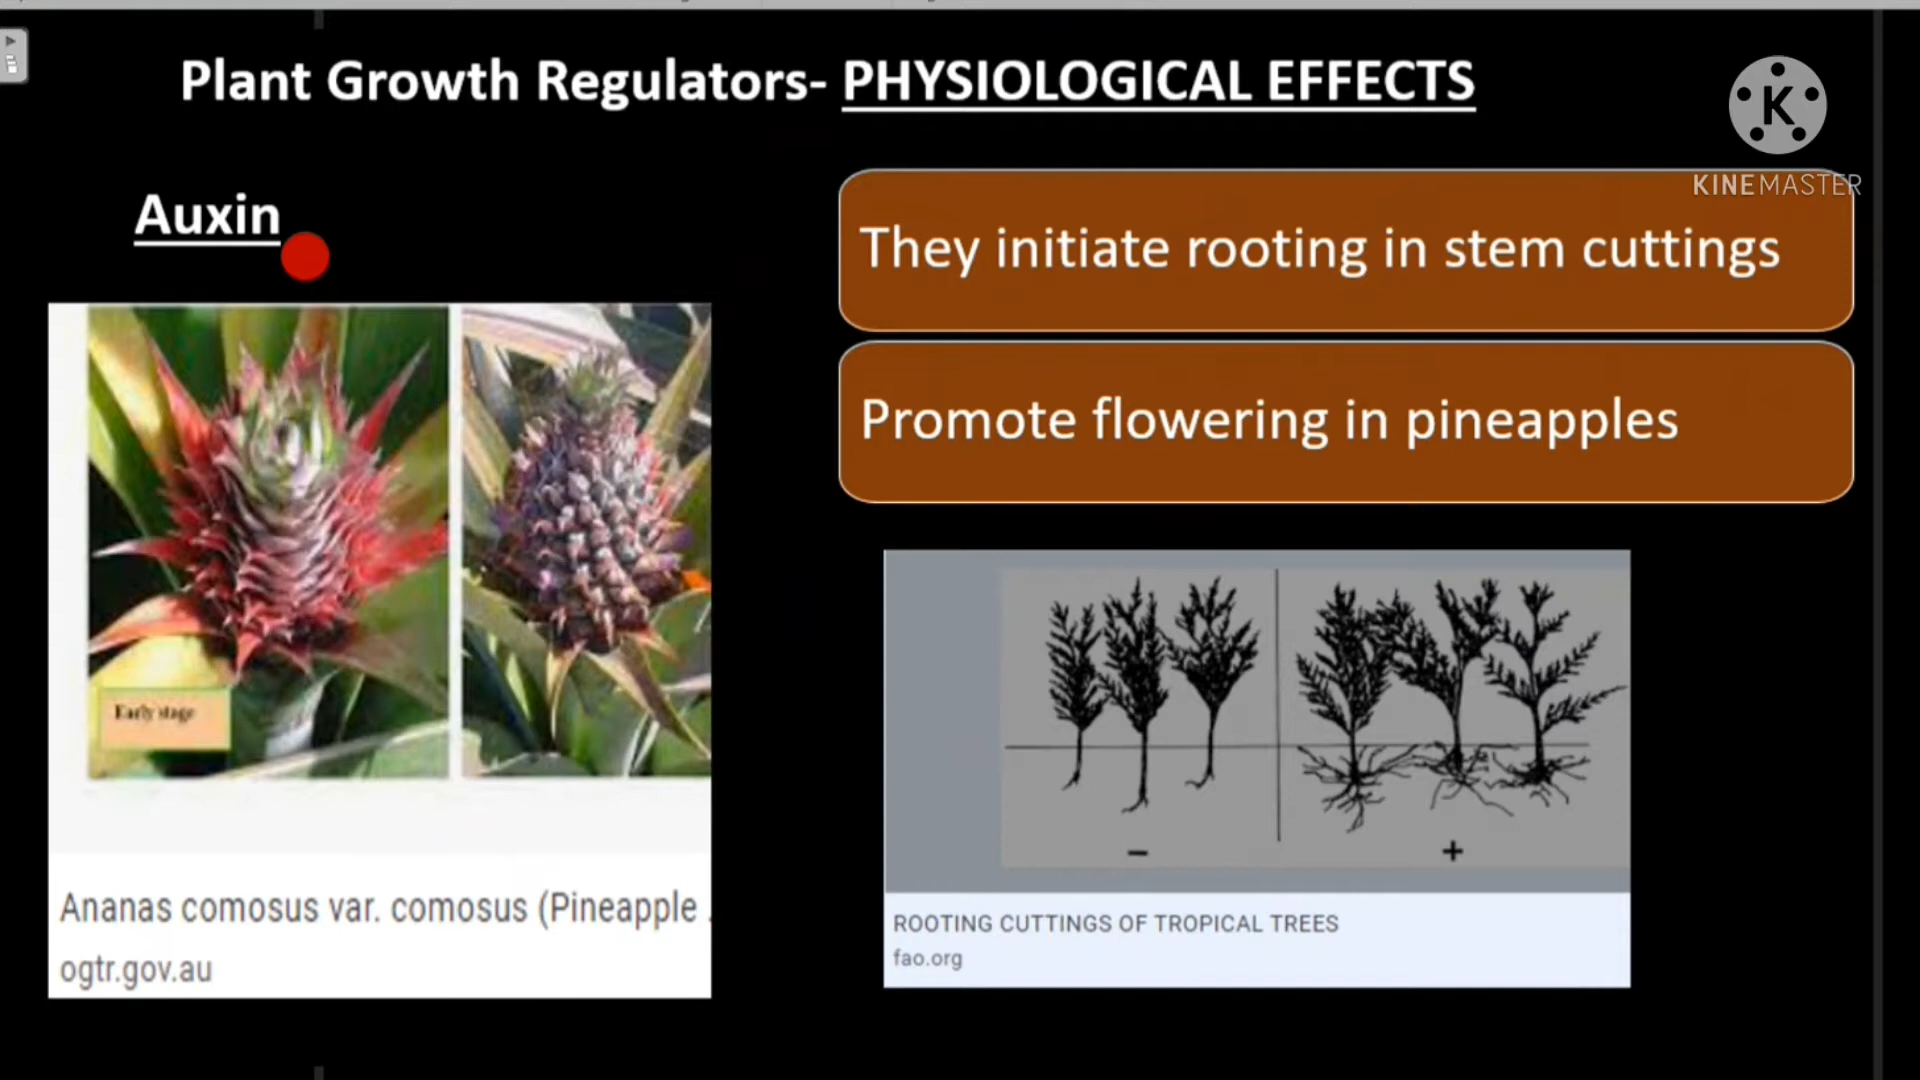 Plant Growth Regulators- PHYSIOLOGICAL EFFECTS
K
KINEMASTER
Auxin
They initiate rooting in stem cuttings
Promote flowering in pineapples
Early stage
Ananas comosus var. comosus (Pineapple .
ogtr.gov.au
– +
ROOTING CUTTINGS OF TROPICAL TREES
fao.org